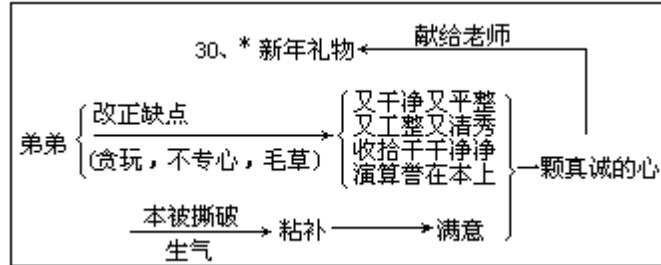 献给老师
30、*新年礼物
改正缺点
弟弟
(贪玩，不专心，毛草)
又干净又平整
又工整又清秀
收拾干干净净
演算誊在本上
一颗真诚的心
本被撕破
生气
粘补
满意